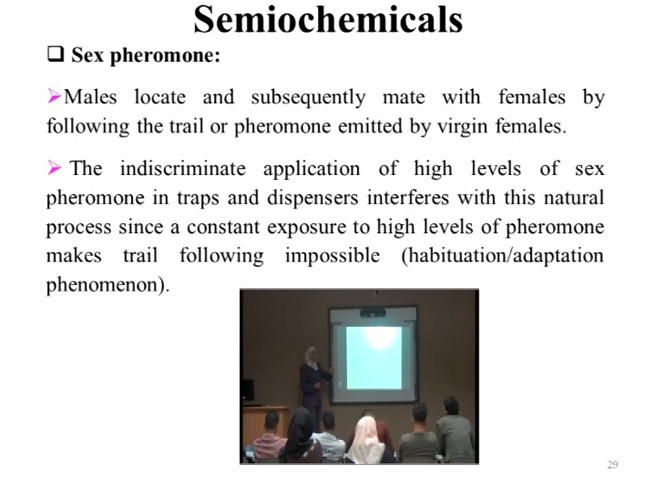 Semiochemicals
❑ Sex pheromone:
➢Males locate and subsequently mate with females by
following the trail or pheromone emitted by virgin females.
➢ The indiscriminate application of high levels of sex
pheromone in traps and dispensers interferes with this natural
process since a constant exposure to high levels of pheromone
makes trail following impossible (habituation/adaptation
phenomenon).
29